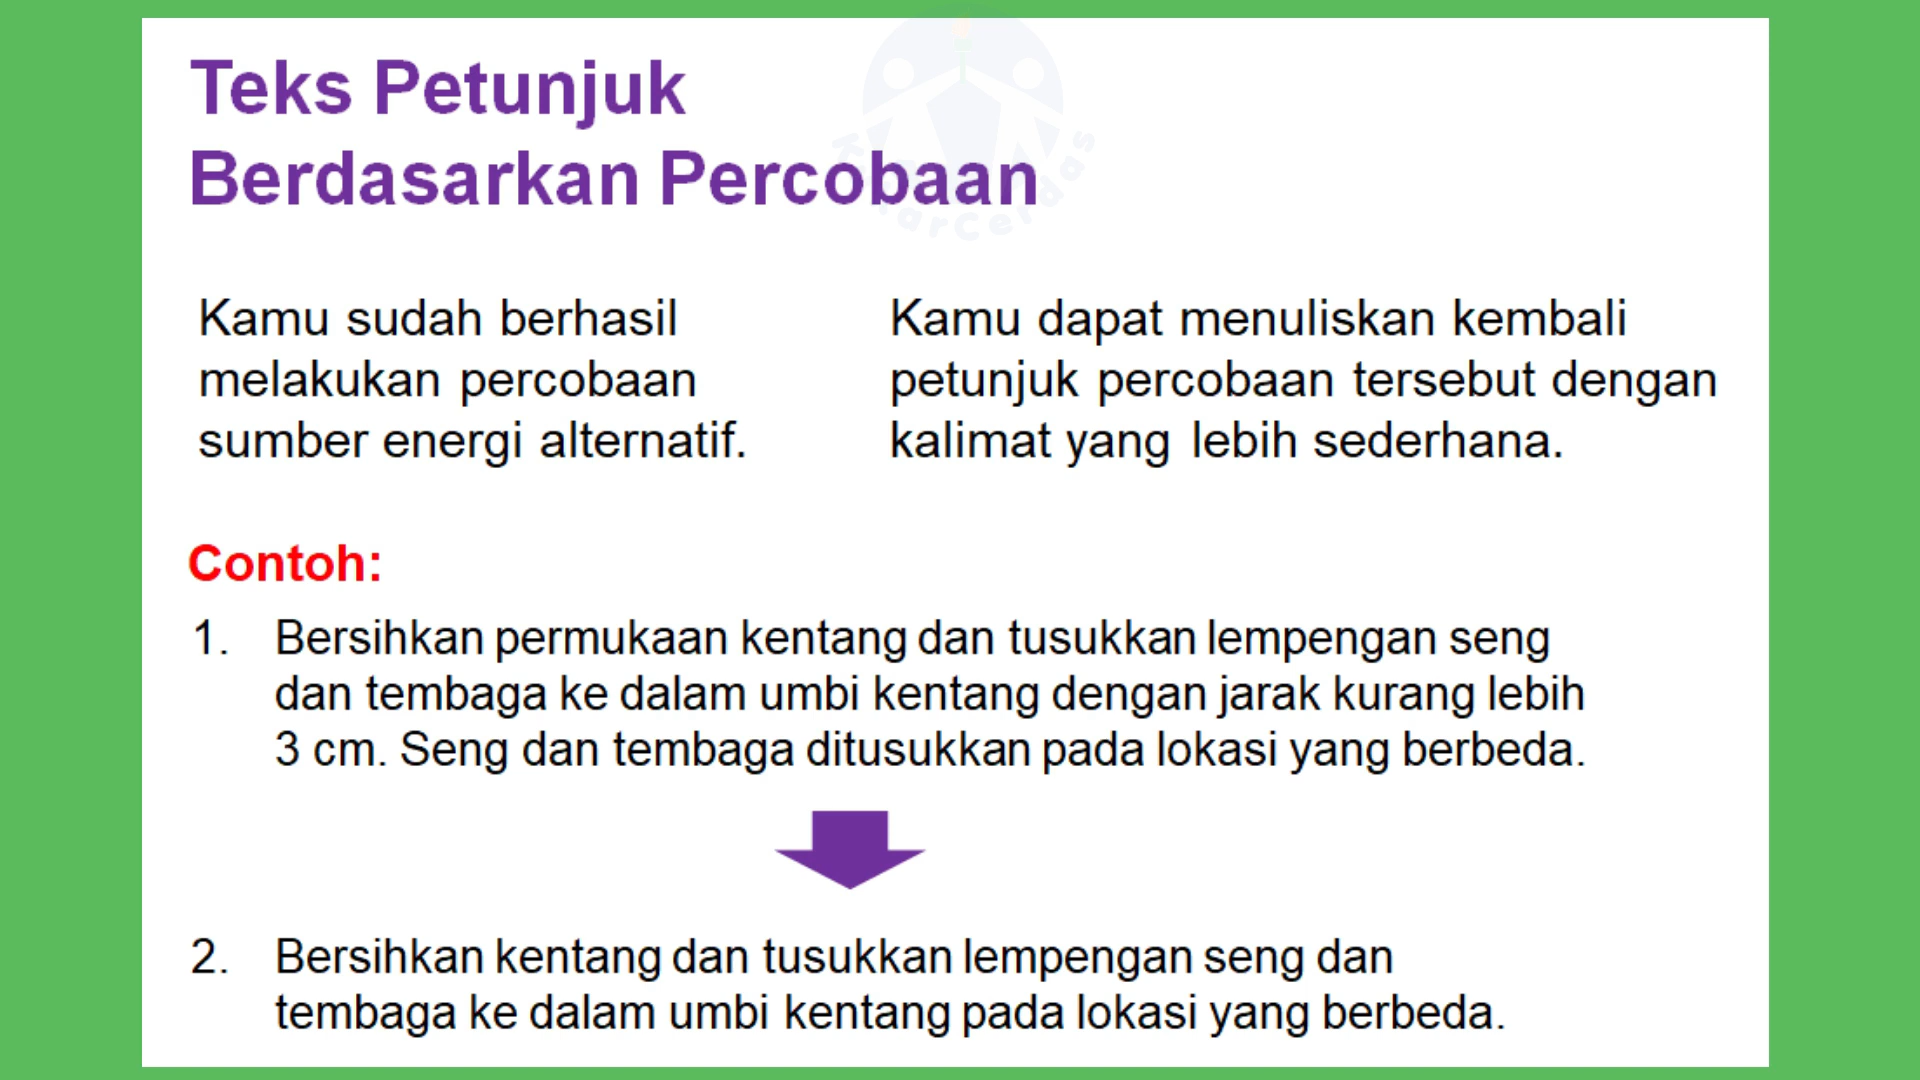 Teks Petunjuk
Berdasarkan Percobaan
Kamu sudah berhasil
melakukan percobaan
sumber energi alternatif.
Kamu dapat menuliskan kembali
petunjuk percobaan tersebut dengan
kalimat yang lebih sederhana.
Contoh:
1. Bersihkan permukaan kentang dan tusukkan lempengan seng
dan tembaga ke dalam umbi kentang dengan jarak kurang lebih
3 cm. Seng dan tembaga ditusukkan pada lokasi yang berbeda.
2. Bersihkan kentang dan tusukkan lempengan seng dan
tembaga ke dalam umbi kentang pada lokasi yang berbeda.